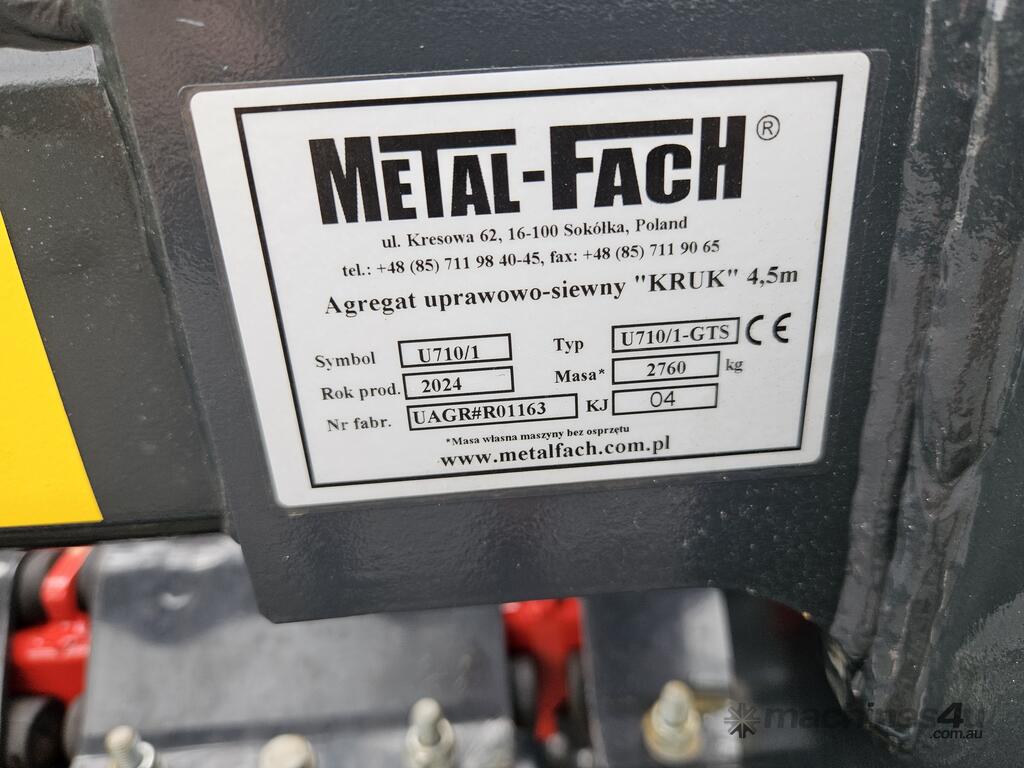 METAL-FACH ®
ul. Kresowa 62, 16-100 Sokółka, Poland
tel.: +48 (85) 711 98 40-45, fax: +48 (85) 711 90 65
Agregat uprawowo-siewny "KRUK" 4,5m
Symbol U710/1 Typ U710/1-GTS CE
Rok prod. 2024 Masa* 2760 kg
Nr fabr. UAGR#R01163 KJ 04
*Masa własna maszyny bez osprzętu
www.metalfach.com.pl
machines4u
.com.au